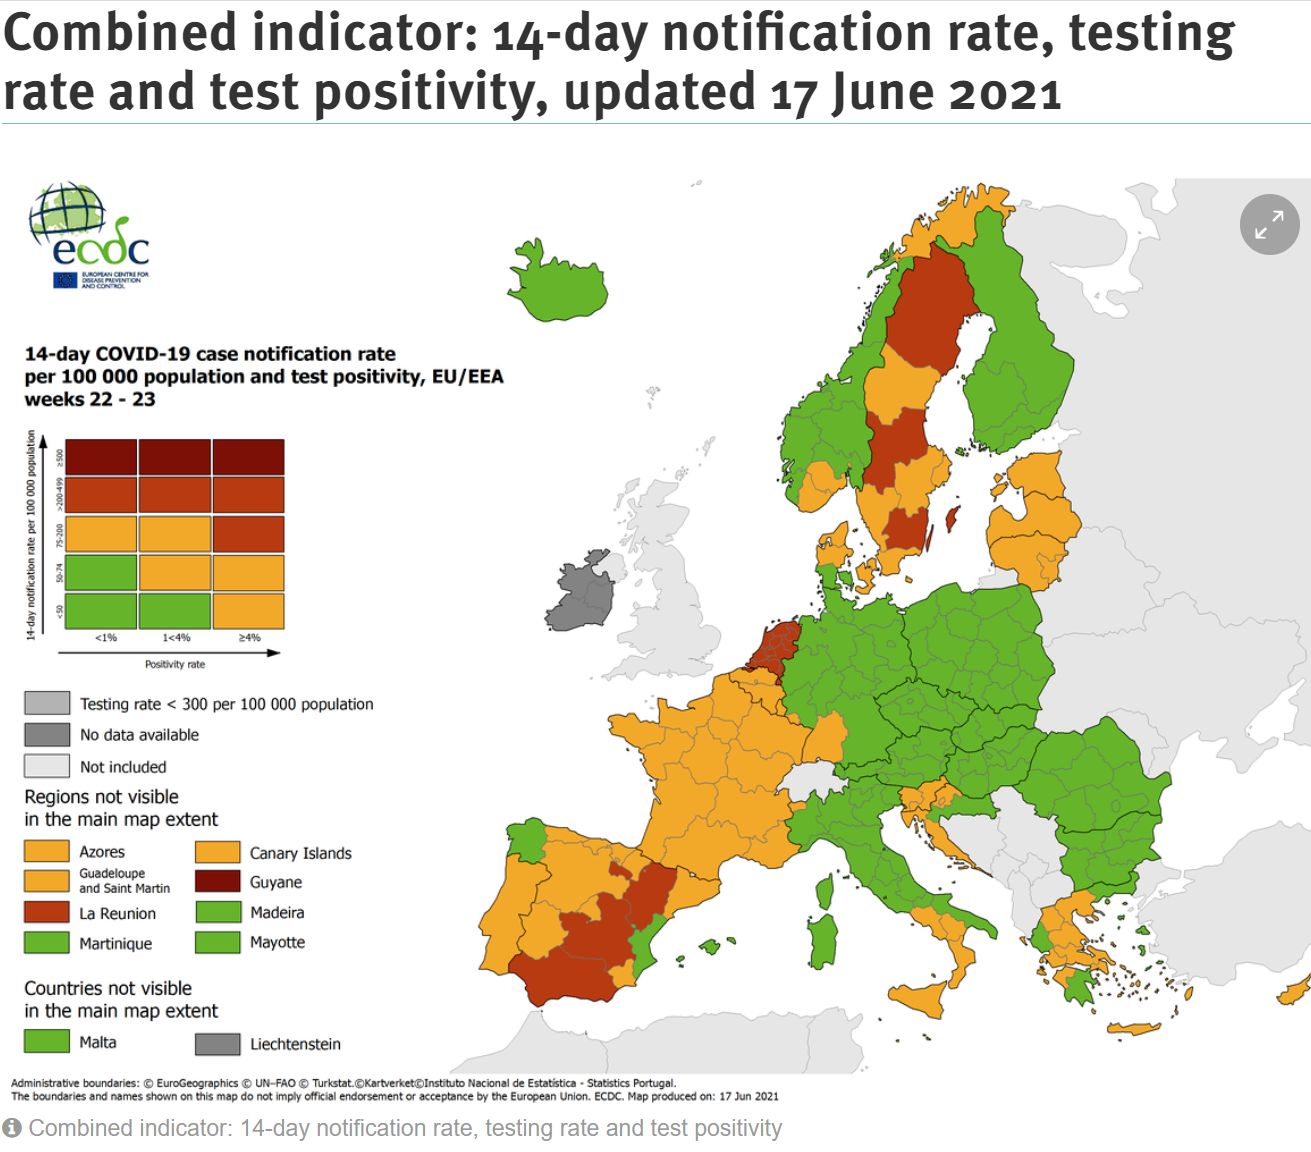 Combined indicator: 14-day notification rate, testing
rate and test positivity, updated 17 June 2021
ecdc
EUROPEAN CENTRE FOR
DISEASE PREVENTION
AND CONTROL
14-day COVID-19 case notification rate
per 100 000 population and test positivity, EU/EEA
weeks 22 - 23
14-day notification rate per 100 000 population
≥500
>200-499
75-200
50-74
<50
<1%
1<4%
≥4%
Positivity rate
Testing rate < 300 per 100 000 population
No data available
Not included
Regions not visible
in the main map extent
Azores
Canary Islands
Guadeloupe
and Saint Martin
Guyane
La Reunion
Madeira
Martinique
Mayotte
Countries not visible
in the main map extent
Malta
Liechtenstein
Administrative boundaries: © EuroGeographics © UN–FAO © Turkstat.©Kartverket©Instituto Nacional de Estatística - Statistics Portugal.
The boundaries and names shown on this map do not imply official endorsement or acceptance by the European Union. ECDC. Map produced on: 17 Jun 2021
Combined indicator: 14-day notification rate, testing rate and test positivity